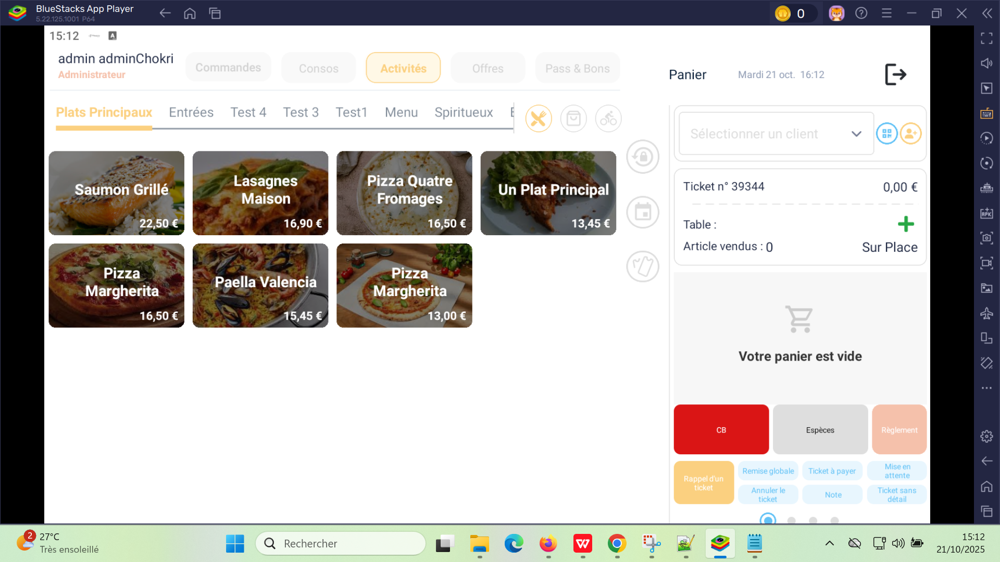 BlueStacks App Player
5.22.125.1001 P64
0
15:12
A
admin adminChokri
Administrateur
Commandes
Consos
Activités
Offres
Pass & Bons
Panier
Mardi 21 oct. 16:12
Plats Principaux
Entrées
Test 4
Test 3
Test1
Menu
Spiritueux
Sélectionner un client
Saumon Grillé
22,50 €
Lasagnes
Maison
16,90 €
Pizza Quatre
Fromages
16,50 €
Un Plat Principal
13,45 €
Pizza
Margherita
16,50 €
Paella Valencia
15,45 €
Pizza
Margherita
13,00 €
Ticket n° 39344
0,00 €
Table :
Article vendus : 0
Sur Place
Votre panier est vide
CB
Espèces
Règlement
Rappel d'un
ticket
Remise globale
Ticket à payer
Mise en
attente
Annuler le
ticket
Note
Ticket sans
détail
APK
2
27°C
Très ensoleillé
Rechercher
15:12
21/10/2025